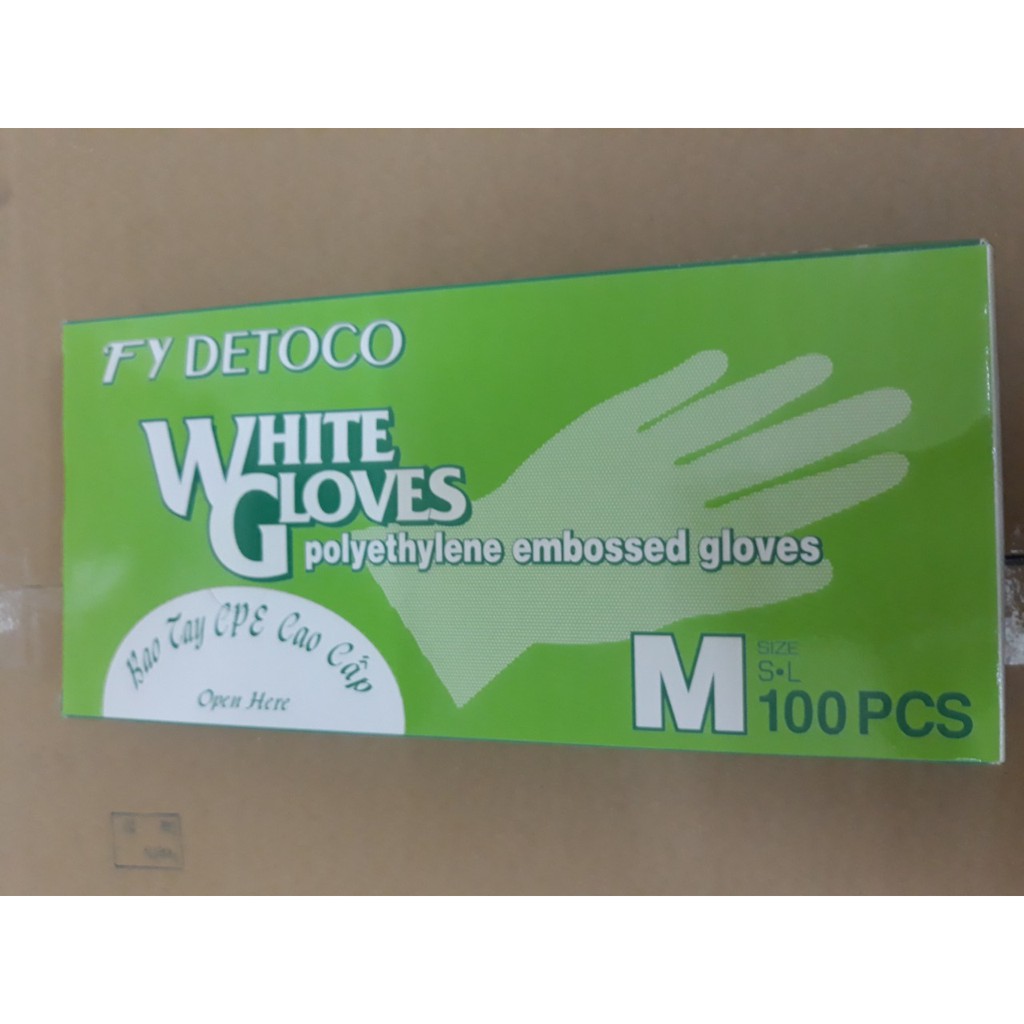 FY DETOCO
WHITE
GLOVES
polyethylene embossed gloves
Bao Tay CPE Cao Cấp
Open Here
M
SIZE
S•L
100 PCS